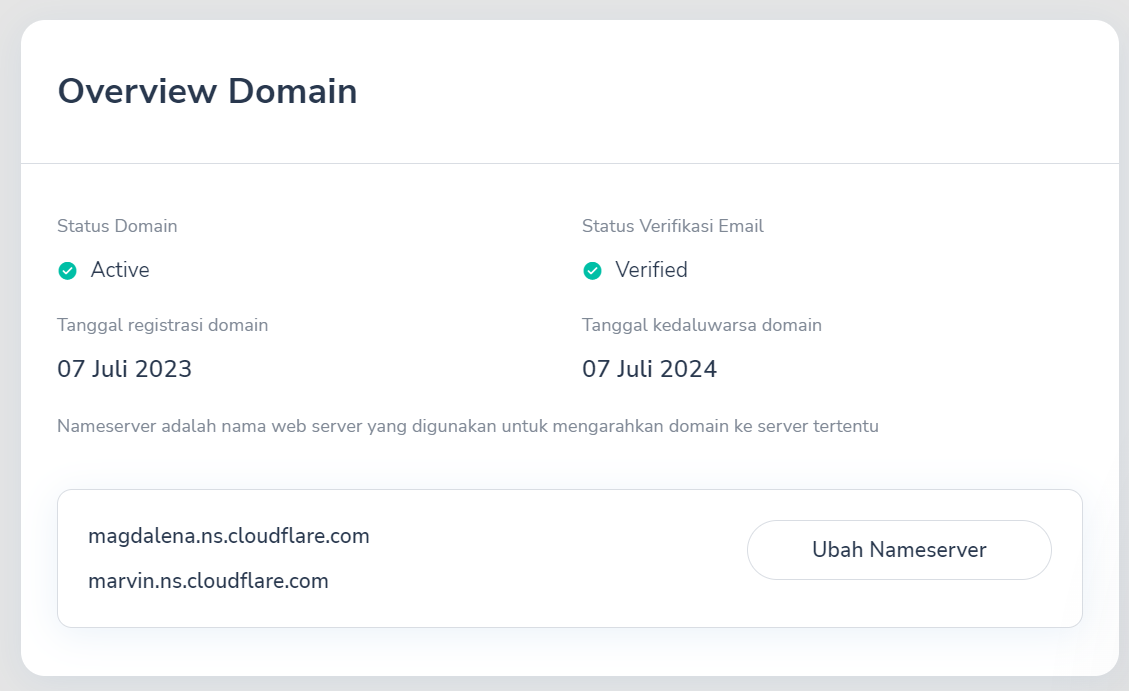 Overview Domain
Status Domain
Status Verifikasi Email
Active
Verified
Tanggal registrasi domain
Tanggal kedaluwarsa domain
07 Juli 2023
07 Juli 2024
Nameserver adalah nama web server yang digunakan untuk mengarahkan domain ke server tertentu
magdalena.ns.cloudflare.com
Ubah Nameserver
marvin.ns.cloudflare.com